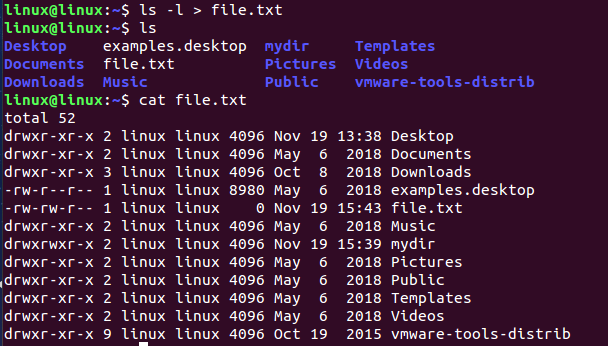 linux@linux:~$ ls -l > file.txt
linux@linux:~$ ls
Desktop    examples.desktop  mydir     Templates
Documents  file.txt          Pictures  Videos
Downloads  Music             Public    vmware-tools-distrib
linux@linux:~$ cat file.txt
total 52
drwxr-xr-x 2 linux linux 4096 Nov 19 13:38 Desktop
drwxr-xr-x 2 linux linux 4096 May  6  2018 Documents
drwxr-xr-x 3 linux linux 4096 Oct  8  2018 Downloads
-rw-r--r-- 1 linux linux 8980 May  6  2018 examples.desktop
-rw-rw-r-- 1 linux linux    0 Nov 19 15:43 file.txt
drwxr-xr-x 2 linux linux 4096 May  6  2018 Music
drwxrwxr-x 2 linux linux 4096 Nov 19 15:39 mydir
drwxr-xr-x 2 linux linux 4096 May  6  2018 Pictures
drwxr-xr-x 2 linux linux 4096 May  6  2018 Public
drwxr-xr-x 2 linux linux 4096 May  6  2018 Templates
drwxr-xr-x 2 linux linux 4096 May  6  2018 Videos
drwxr-xr-x 9 linux linux 4096 Oct 19  2015 vmware-tools-distrib